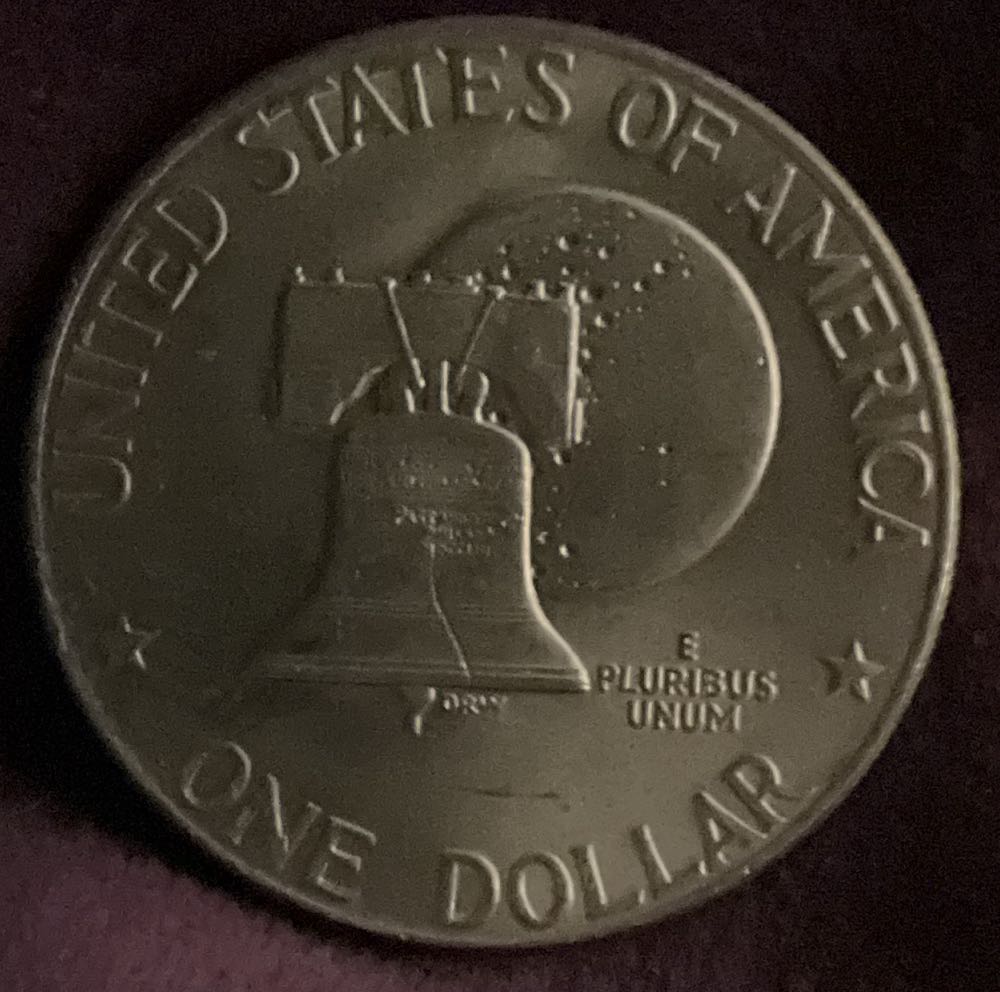 UNITED STATES OF AMERICA
E
PLURIBUS
UNUM
ONE DOLLAR